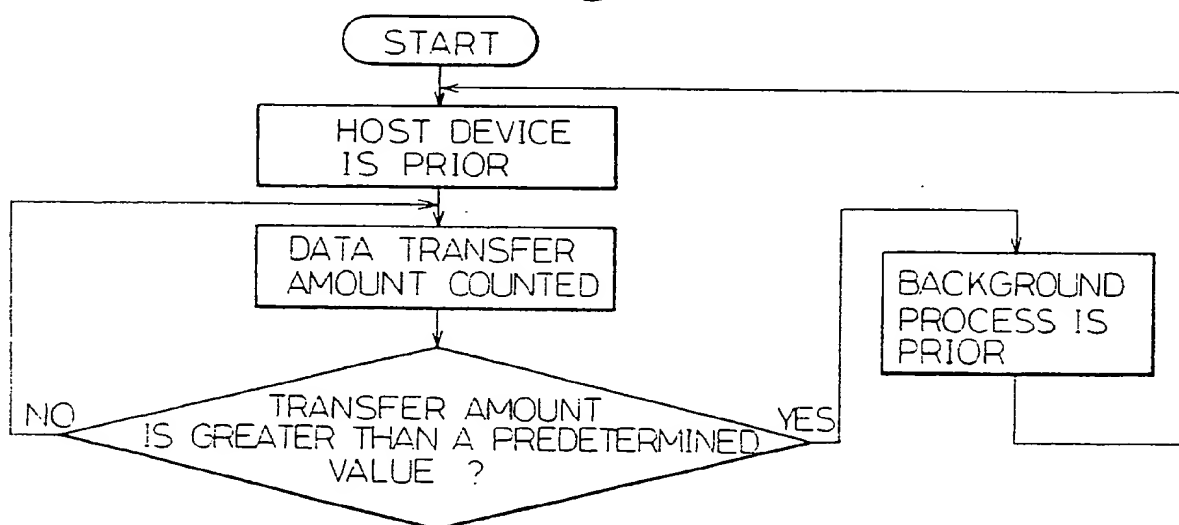 START
HOST DEVICE
IS PRIOR
DATA TRANSFER
AMOUNT COUNTED
TRANSFER AMOUNT
IS GREATER THAN A PREDETERMINED
VALUE ?
NO
YES
BACKGROUND
PROCESS IS
PRIOR